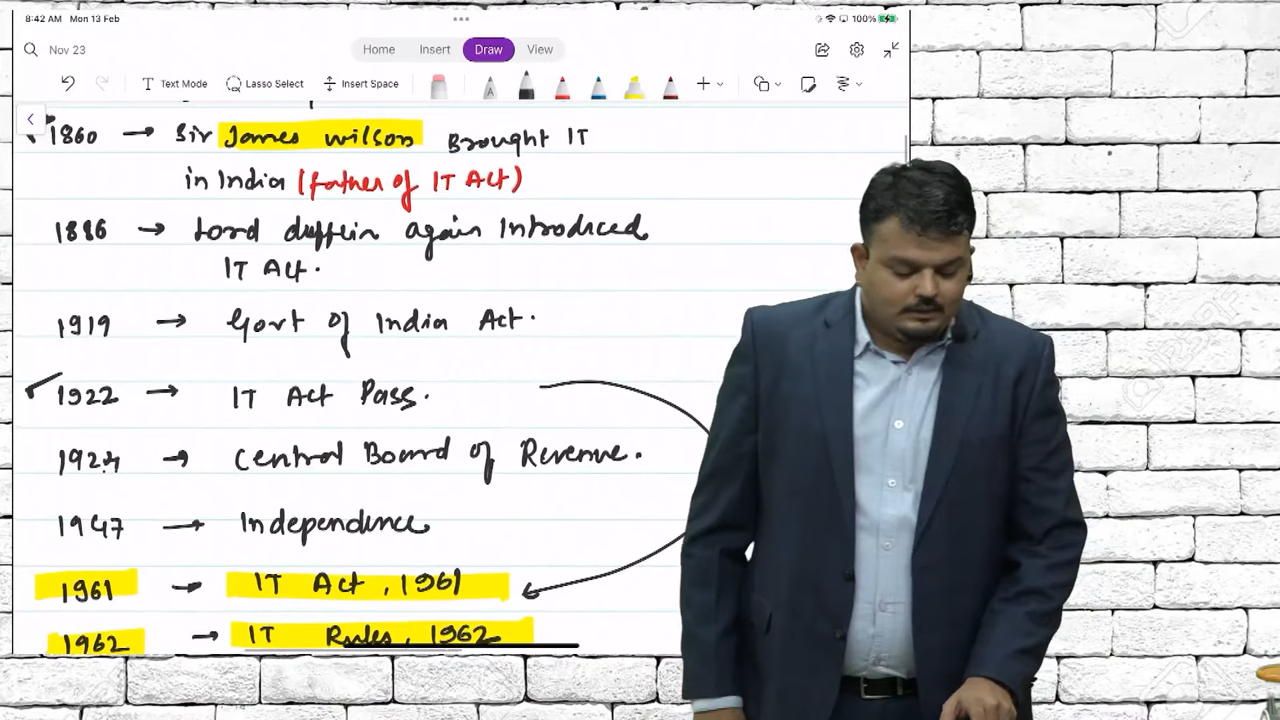 8:42 AM Mon 13 Feb
100%
Nov 23
Home Insert Draw View
Text Mode Lasso Select Insert Space
1860 → Sir James wilson Brought IT
in India (father of IT Act)
1886 → Lord dufflin again Introduced
IT Act.
1919 → Govt of India Act.
1922 → IT Act Pass.
1924 → Central Board of Revenue.
1947 → Independence
1961 → IT Act, 1961
1962 → IT Rules, 1962